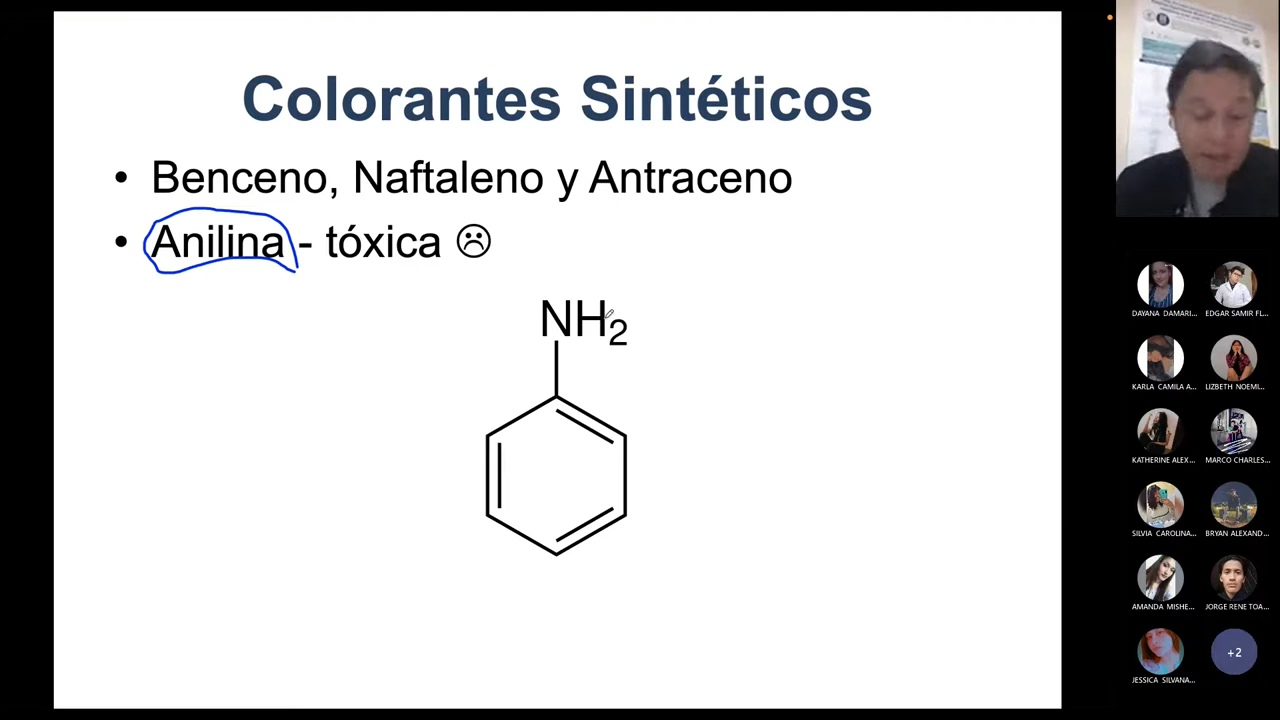 Colorantes Sintéticos
• Benceno, Naftaleno y Antraceno
• Anilina - tóxica ☹
NH2
DAYANA DAMARI...
EDGAR SAMIR FL...
KARLA CAMILA A...
LIZBETH NOEMI...
KATHERINE ALEX...
MARCO CHARLES...
SILVIA CAROLINA...
BRYAN ALEXAND...
AMANDA MISHE...
JORGE RENE TOA...
JESSICA SILVANA...
+2